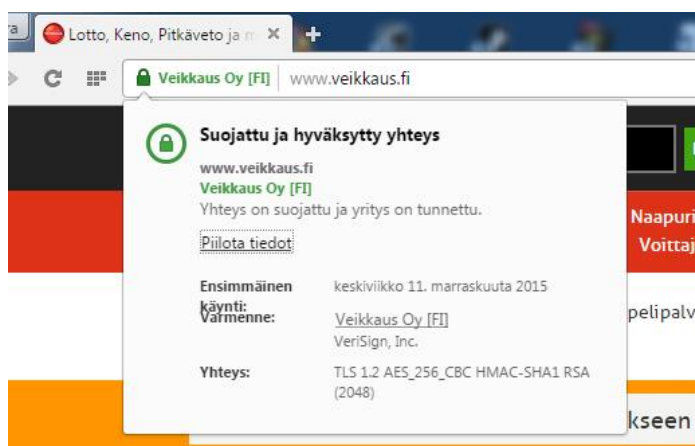 Lotto, Keno, Pitkäveto ja m
Veikkaus Oy [FI] www.veikkaus.fi
Suojattu ja hyväksytty yhteys
www.veikkaus.fi
Veikkaus Oy [FI]
Yhteys on suojattu ja yritys on tunnettu.
Piilota tiedot
Ensimmäinen käynti: keskiviikko 11. marraskuuta 2015
Varmenne: Veikkaus Oy [FI]
VeriSign, Inc.
Yhteys: TLS 1.2 AES_256_CBC HMAC-SHA1 RSA
(2048)
Naapuri
Voittaj
pelipalv
kseen